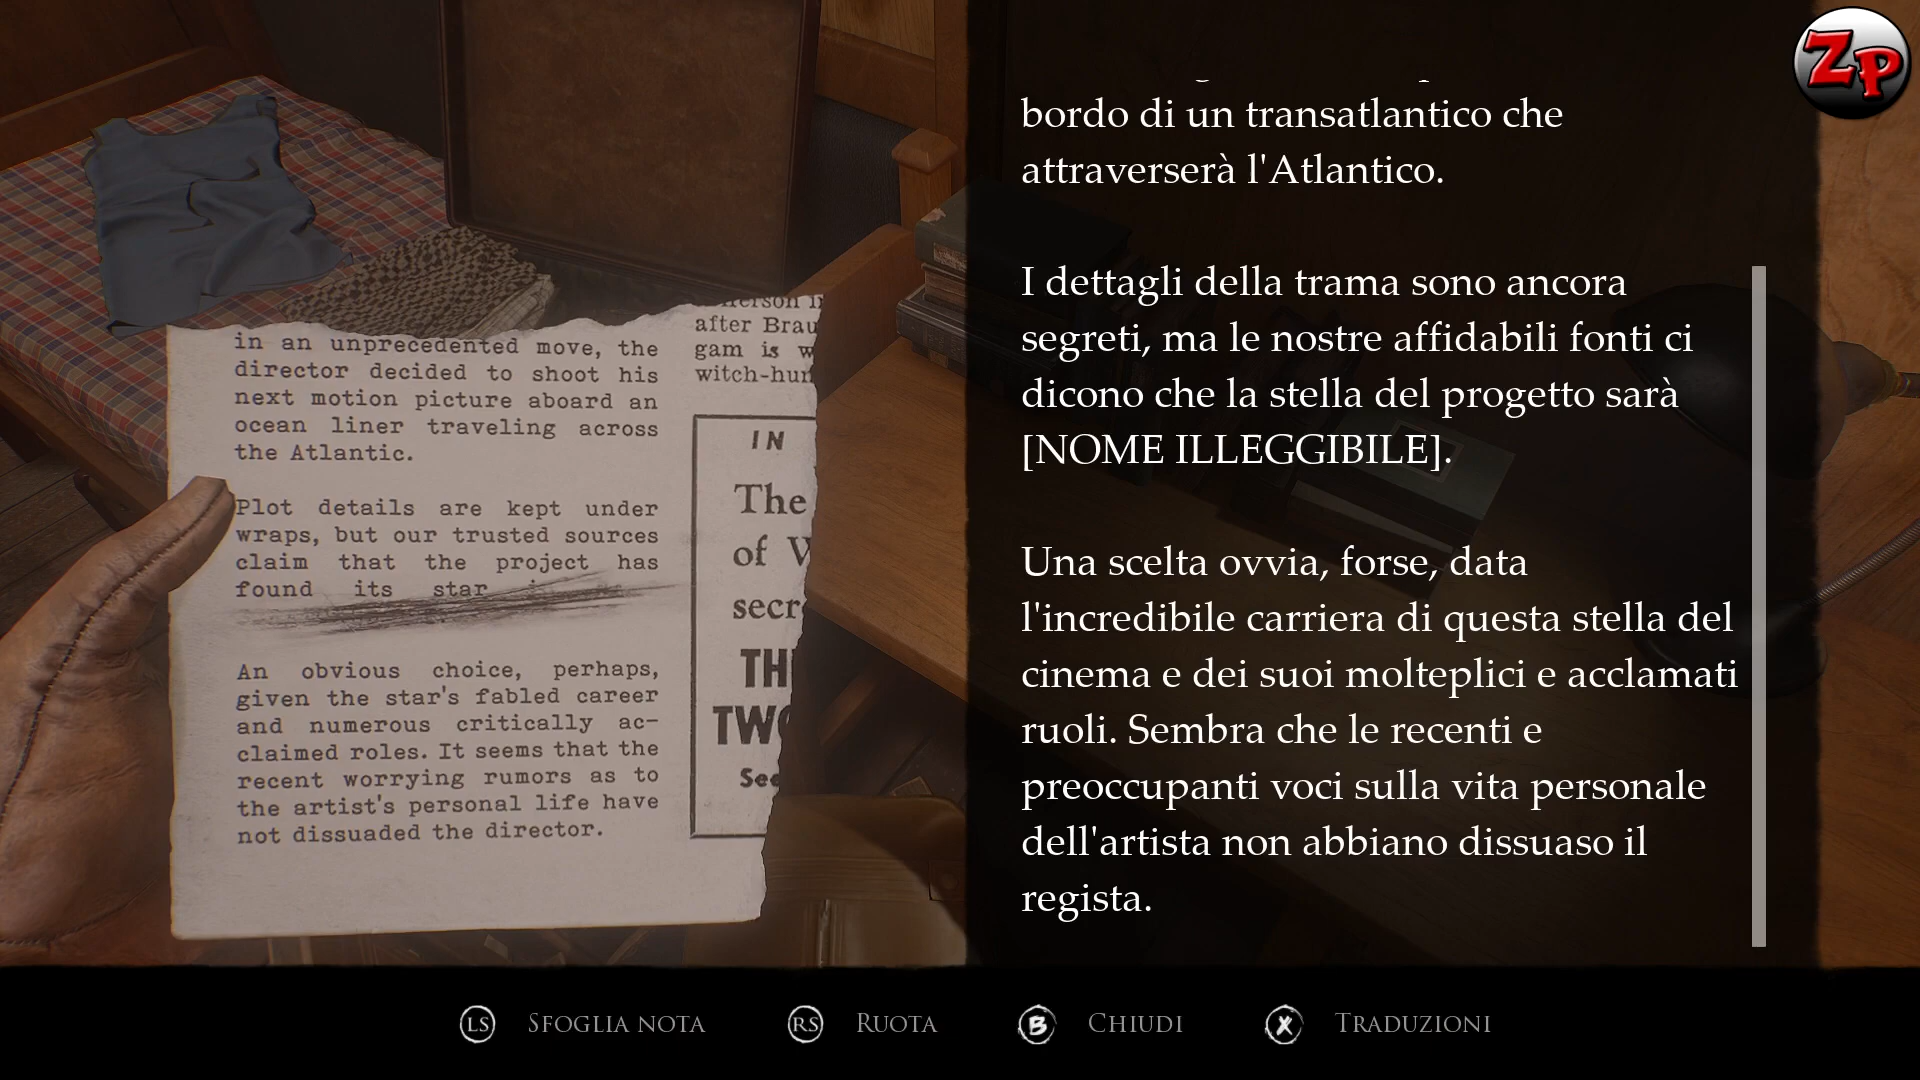 in an unprecedented move, the
director decided to shoot his
next motion picture aboard an
ocean liner traveling across
the Atlantic.
Plot details are kept under
wraps, but our trusted sources
claim that the project has
found its star
An obvious choice, perhaps,
given the star's fabled career
and numerous critically ac-
claimed roles. It seems that the
recent worrying rumors as to
the artist's personal life have
not dissuaded the director.
after Brau
gam is w
witch-hun
IN
The
of W
secr
TH
TWO
See
bordo di un transatlantico che
attraverserà l'Atlantico.
I dettagli della trama sono ancora
segreti, ma le nostre affidabili fonti ci
dicono che la stella del progetto sarà
[NOME ILLEGGIBILE].
Una scelta ovvia, forse, data
l'incredibile carriera di questa stella del
cinema e dei suoi molteplici e acclamati
ruoli. Sembra che le recenti e
preoccupanti voci sulla vita personale
dell'artista non abbiano dissuaso il
regista.
ZP
LS SFOGLIA NOTA RS RUOTA B CHIUDI X TRADUZIONI